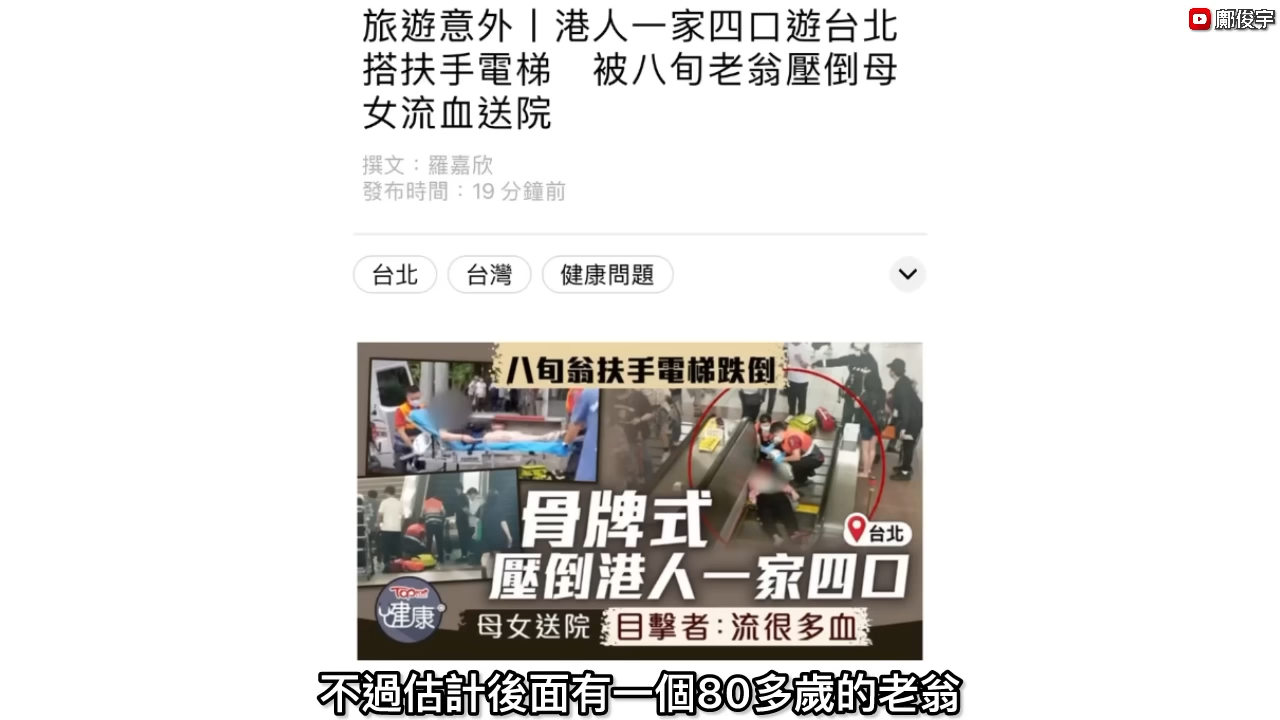 鄺俊宇
旅遊意外丨港人一家四口遊台北
搭扶手電梯　被八旬老翁壓倒母
女流血送院
撰文：羅嘉欣
發布時間：19 分鐘前
台北
台灣
健康問題
八旬翁扶手電梯跌倒
骨牌式
台北
壓倒港人一家四口
TOPick
健康
母女送院 目擊者：流很多血
不過估計後面有一個80多歲的老翁